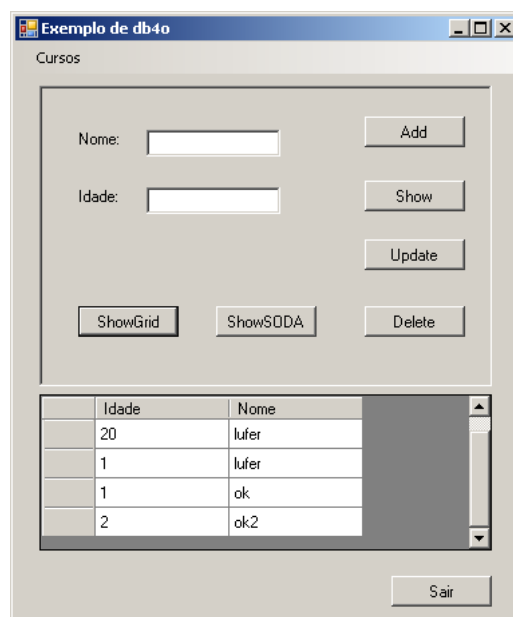 Exemplo de db4o
Cursos
Nome:
Add
Idade:
Show
Update
ShowGrid
ShowSODA
Delete
Idade Nome
20 lufer
1 lufer
1 ok
2 ok2
Sair